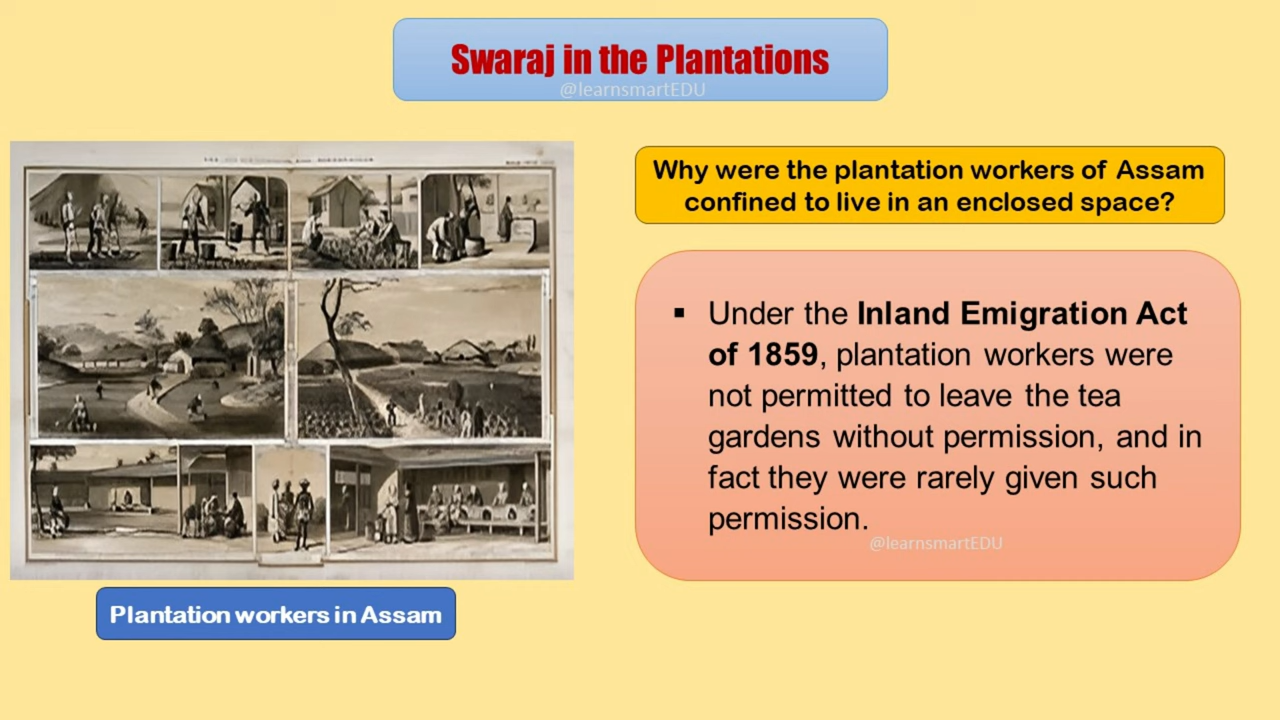 Swaraj in the Plantations
@learnsmartEDU
Why were the plantation workers of Assam
confined to live in an enclosed space?
▪ Under the Inland Emigration Act
of 1859, plantation workers were
not permitted to leave the tea
gardens without permission, and in
fact they were rarely given such
permission.
@learnsmartEDU
Plantation workers in Assam